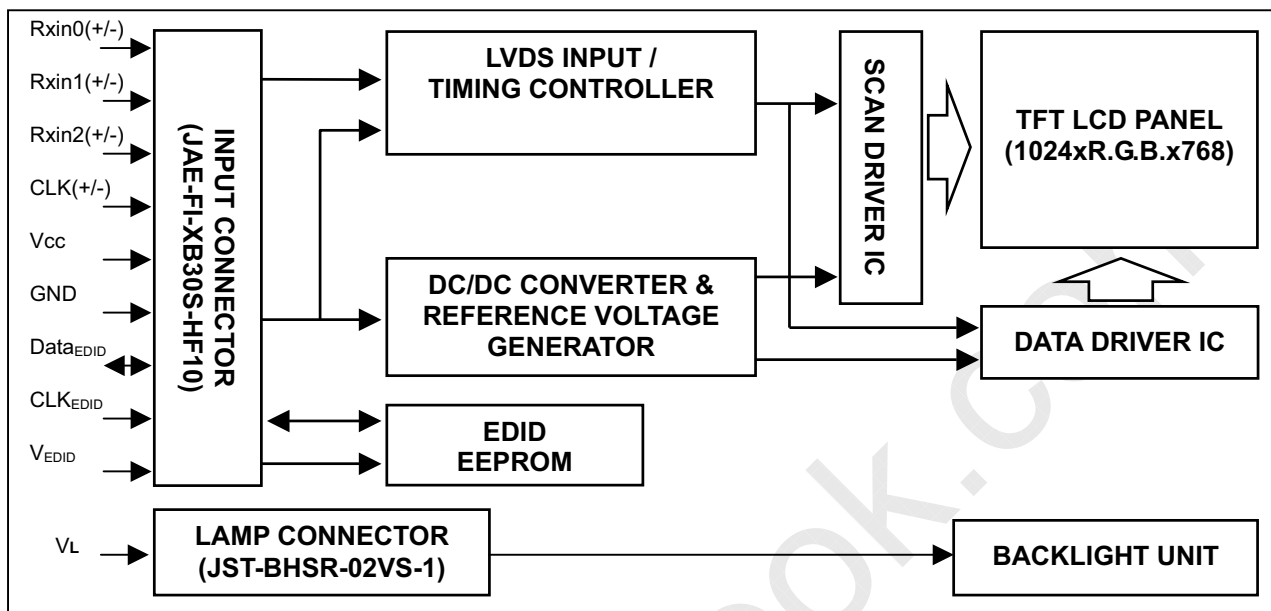 Rxin0(+/-)
Rxin1(+/-)
Rxin2(+/-)
CLK(+/-)
Vcc
GND
DataEDID
CLKEDID
VEDID
VL
INPUT CONNECTOR
(JAE-FI-XB30S-HF10)
LVDS INPUT /
TIMING CONTROLLER
DC/DC CONVERTER &
REFERENCE VOLTAGE
GENERATOR
EDID
EEPROM
LAMP CONNECTOR
(JST-BHSR-02VS-1)
SCAN DRIVER IC
TFT LCD PANEL
(1024xR.G.B.x768)
DATA DRIVER IC
BACKLIGHT UNIT